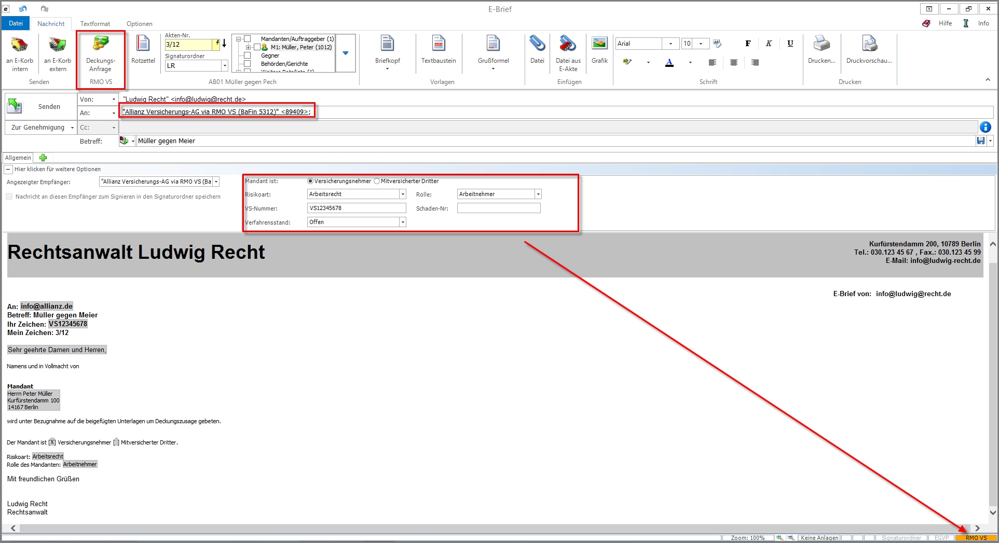 E-Brief
Datei Nachricht Textformat Optionen Hilfe Info
an E-Korb intern
an E-Korb extern
Senden
Deckungs-Anfrage
RMO VS
Rotzettel
Akten-Nr.
3/12
Signaturordner
LR
Mandanten/Auftraggeber (1)
M1: Müller, Peter (1012)
Gegner
Behörden/Gerichte
Weitere Beteiligte (1)
AB01 Müller gegen Pech
Briefkopf
Textbaustein
Grußformel
Vorlagen
Datei
Datei aus E-Akte
Grafik
Einfügen
Arial 10
F K U
ab A
Schrift
Drucken...
Druckvorschau...
Drucken
Senden
Zur Genehmigung
Von: "Ludwig Recht" <info@ludwig@recht.de>
An: "Allianz Versicherungs-AG via RMO VS (BaFin 5312)" <89409>;
Cc:
Betreff: Müller gegen Meier
Allgemein
Hier klicken für weitere Optionen
Angezeigter Empfänger: "Allianz Versicherungs-AG via RMO VS (Ba
Nachricht an diesen Empfänger zum Signieren in den Signaturordner speichern
Mandant ist: Versicherungsnehmer Mitversicherter Dritter
Risikoart: Arbeitsrecht Rolle: Arbeitnehmer
VS-Nummer: VS12345678 Schaden-Nr:
Verfahrensstand: Offen
Rechtsanwalt Ludwig Recht
Kurfürstendamm 200, 10789 Berlin
Tel.: 030.123 45 67 , Fax.: 030.123 45 99
E-Mail: info@ludwig-recht.de
E-Brief von: info@ludwig@recht.de
An: info@allianz.de
Betreff: Müller gegen Meier
Ihr Zeichen: VS12345678
Mein Zeichen: 3/12
Sehr geehrte Damen und Herren,
Namens und in Vollmacht von
Mandant
Herrn Peter Müller
Kurfürstendamm 100
14167 Berlin
wird unter Bezugnahme auf die beigefügten Unterlagen um Deckungszusage gebeten.
Der Mandant ist [X] Versicherungsnehmer [ ] Mitversicherter Dritter.
Risikoart: Arbeitsrecht
Rolle des Mandanten: Arbeitnehmer
Mit freundlichen Grüßen
Ludwig Recht
Rechtsanwalt
Zoom: 100% Keine Anlagen Signaturordner EGVP RMO VS